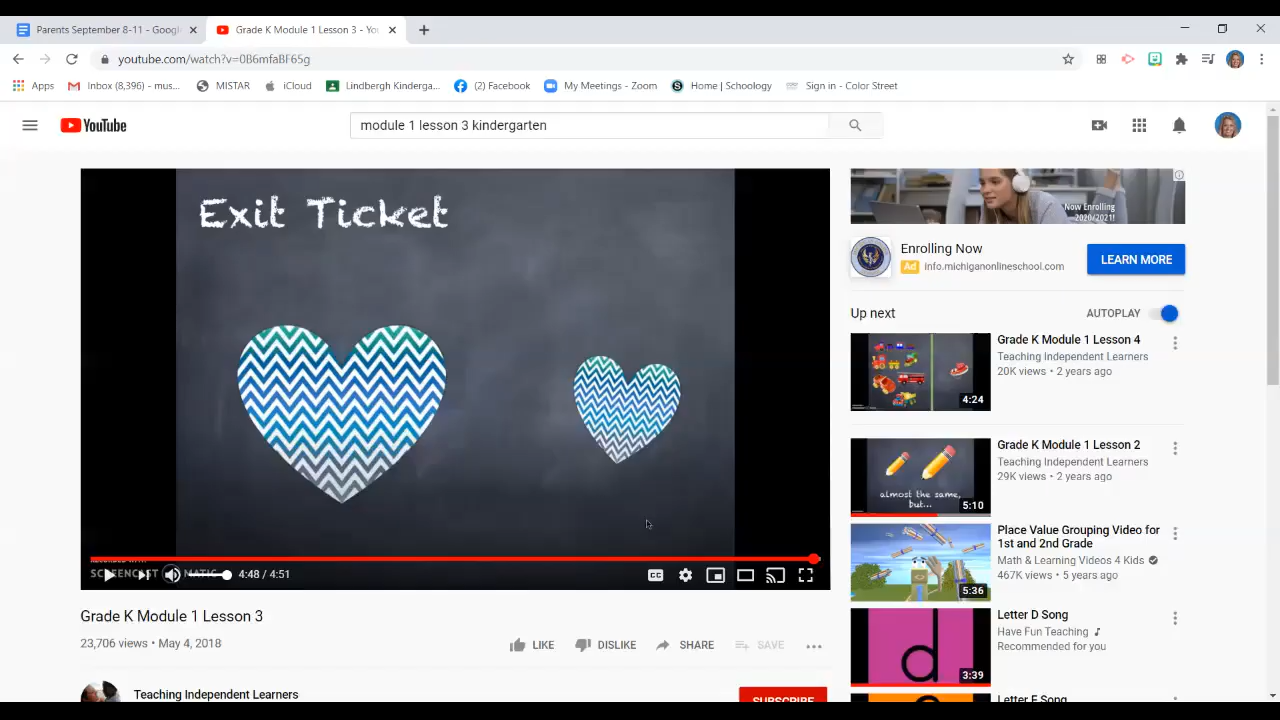 Parents September 8-11 - Googl
Grade K Module 1 Lesson 3 - Yo
youtube.com/watch?v=0B6mfaBF65g
Apps
Inbox (8,396) - mus...
MISTAR
iCloud
Lindbergh Kinderga...
(2) Facebook
My Meetings - Zoom
Home | Schoology
Sign in - Color Street
YouTube
module 1 lesson 3 kindergarten
Exit Ticket
SCREENCAST MATIC
4:48 / 4:51
CC
Grade K Module 1 Lesson 3
23,706 views • May 4, 2018
LIKE
DISLIKE
SHARE
SAVE
Teaching Independent Learners
SUBSCRIBE
Now Enrolling
2020/2021!
Enrolling Now
Ad info.michiganonlineschool.com
LEARN MORE
Up next
AUTOPLAY
4:24
Grade K Module 1 Lesson 4
Teaching Independent Learners
20K views • 2 years ago
almost the same,
but...
5:10
Grade K Module 1 Lesson 2
Teaching Independent Learners
29K views • 2 years ago
5:36
Place Value Grouping Video for
1st and 2nd Grade
Math & Learning Videos 4 Kids
467K views • 5 years ago
d
3:39
Letter D Song
Have Fun Teaching
Recommended for you
Letter E Song